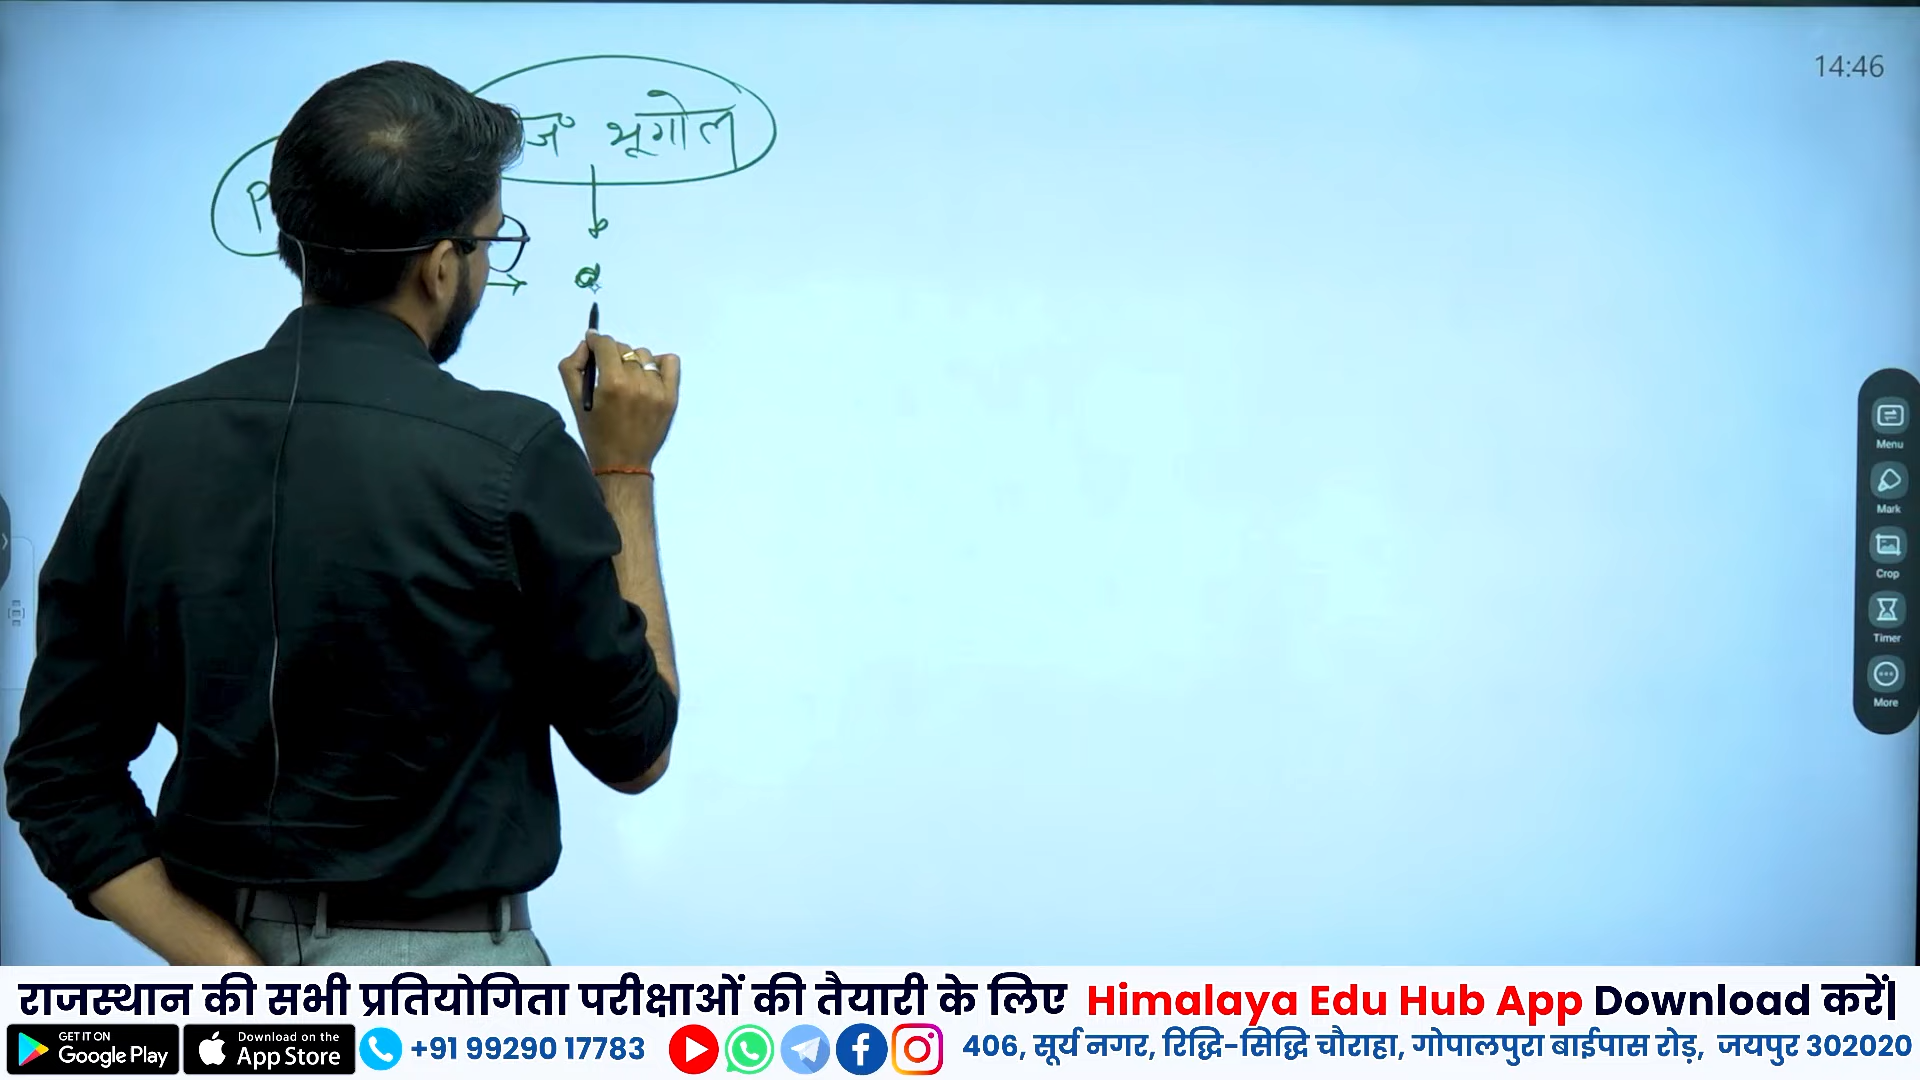 14:46
ज° भूगोल
P
Menu
Mark
Crop
Timer
More
राजस्थान की सभी प्रतियोगिता परीक्षाओं की तैयारी के लिए Himalaya Edu Hub App Download करें|
GET IT ON Google Play Download on the App Store +91 99290 17783 406, सूर्य नगर, रिद्धि-सिद्धि चौराहा, गोपालपुरा बाईपास रोड़, जयपुर 302020